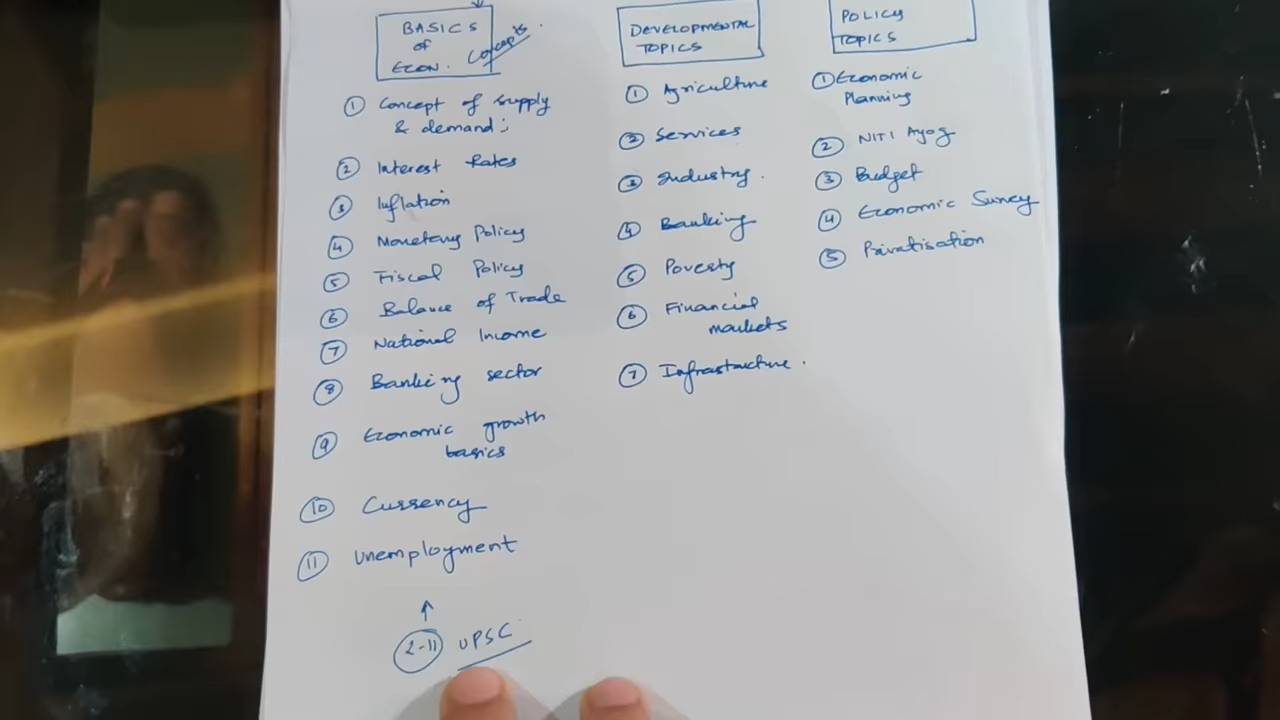 BASICS
of
ECON. Concepts.
① Concept of supply
& demand;
② Interest Rates
③ Inflation
④ Monetary Policy
⑤ Fiscal Policy
⑥ Balance of Trade
⑦ National Income
⑧ Banking sector
⑨ Economic growth
basics
⑩ Currency
⑪ Unemployment
2-11 UPSC
DEVELOPMENTAL
TOPICS
① Agriculture
② Services
③ Industry.
④ Banking
⑤ Poverty
⑥ Financial
markets
⑦ Infrastructure.
POLICY
TOPICS
① Economic
Planning
② NITI Ayog
③ Budget
④ Economic Survey
⑤ Privatisation